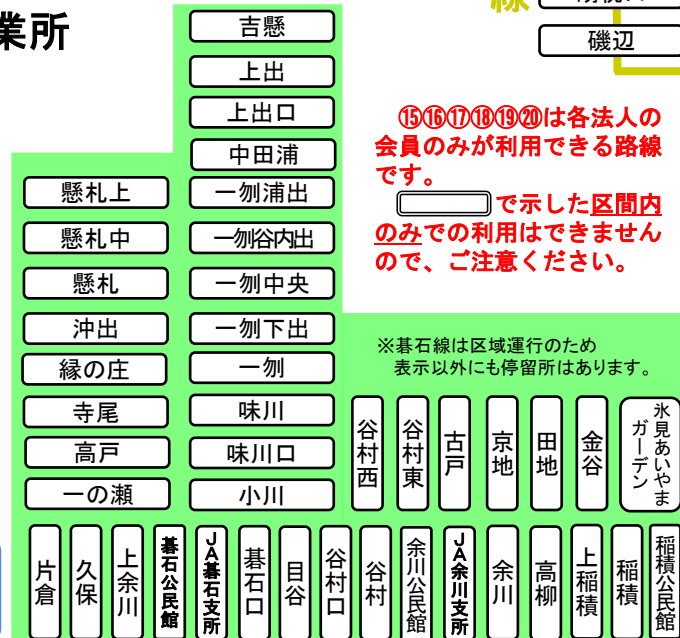 業所
線
磯辺
吉懸
上出
上出口
中田浦
一刎浦出
一刎谷内出
一刎中央
一刎下出
一刎
味川
味川口
小川
懸札上
懸札中
懸札
沖出
縁の庄
寺尾
高戸
一の瀬
⑮⑯⑰⑱⑲⑳は各法人の
会員のみが利用できる路線
です。
で示した区間内
のみでの利用はできません
ので、ご注意ください。
※碁石線は区域運行のため
表示以外にも停留所はあります。
谷村西
谷村東
古戸
京地
田地
金谷
氷見あいやま
ガーデン
片倉
久保
上余川
碁石公民館
JA碁石支所
碁石口
目谷
谷村口
谷村
余川公民館
JA余川支所
余川
高柳
上稲積
稲積
稲積公民館